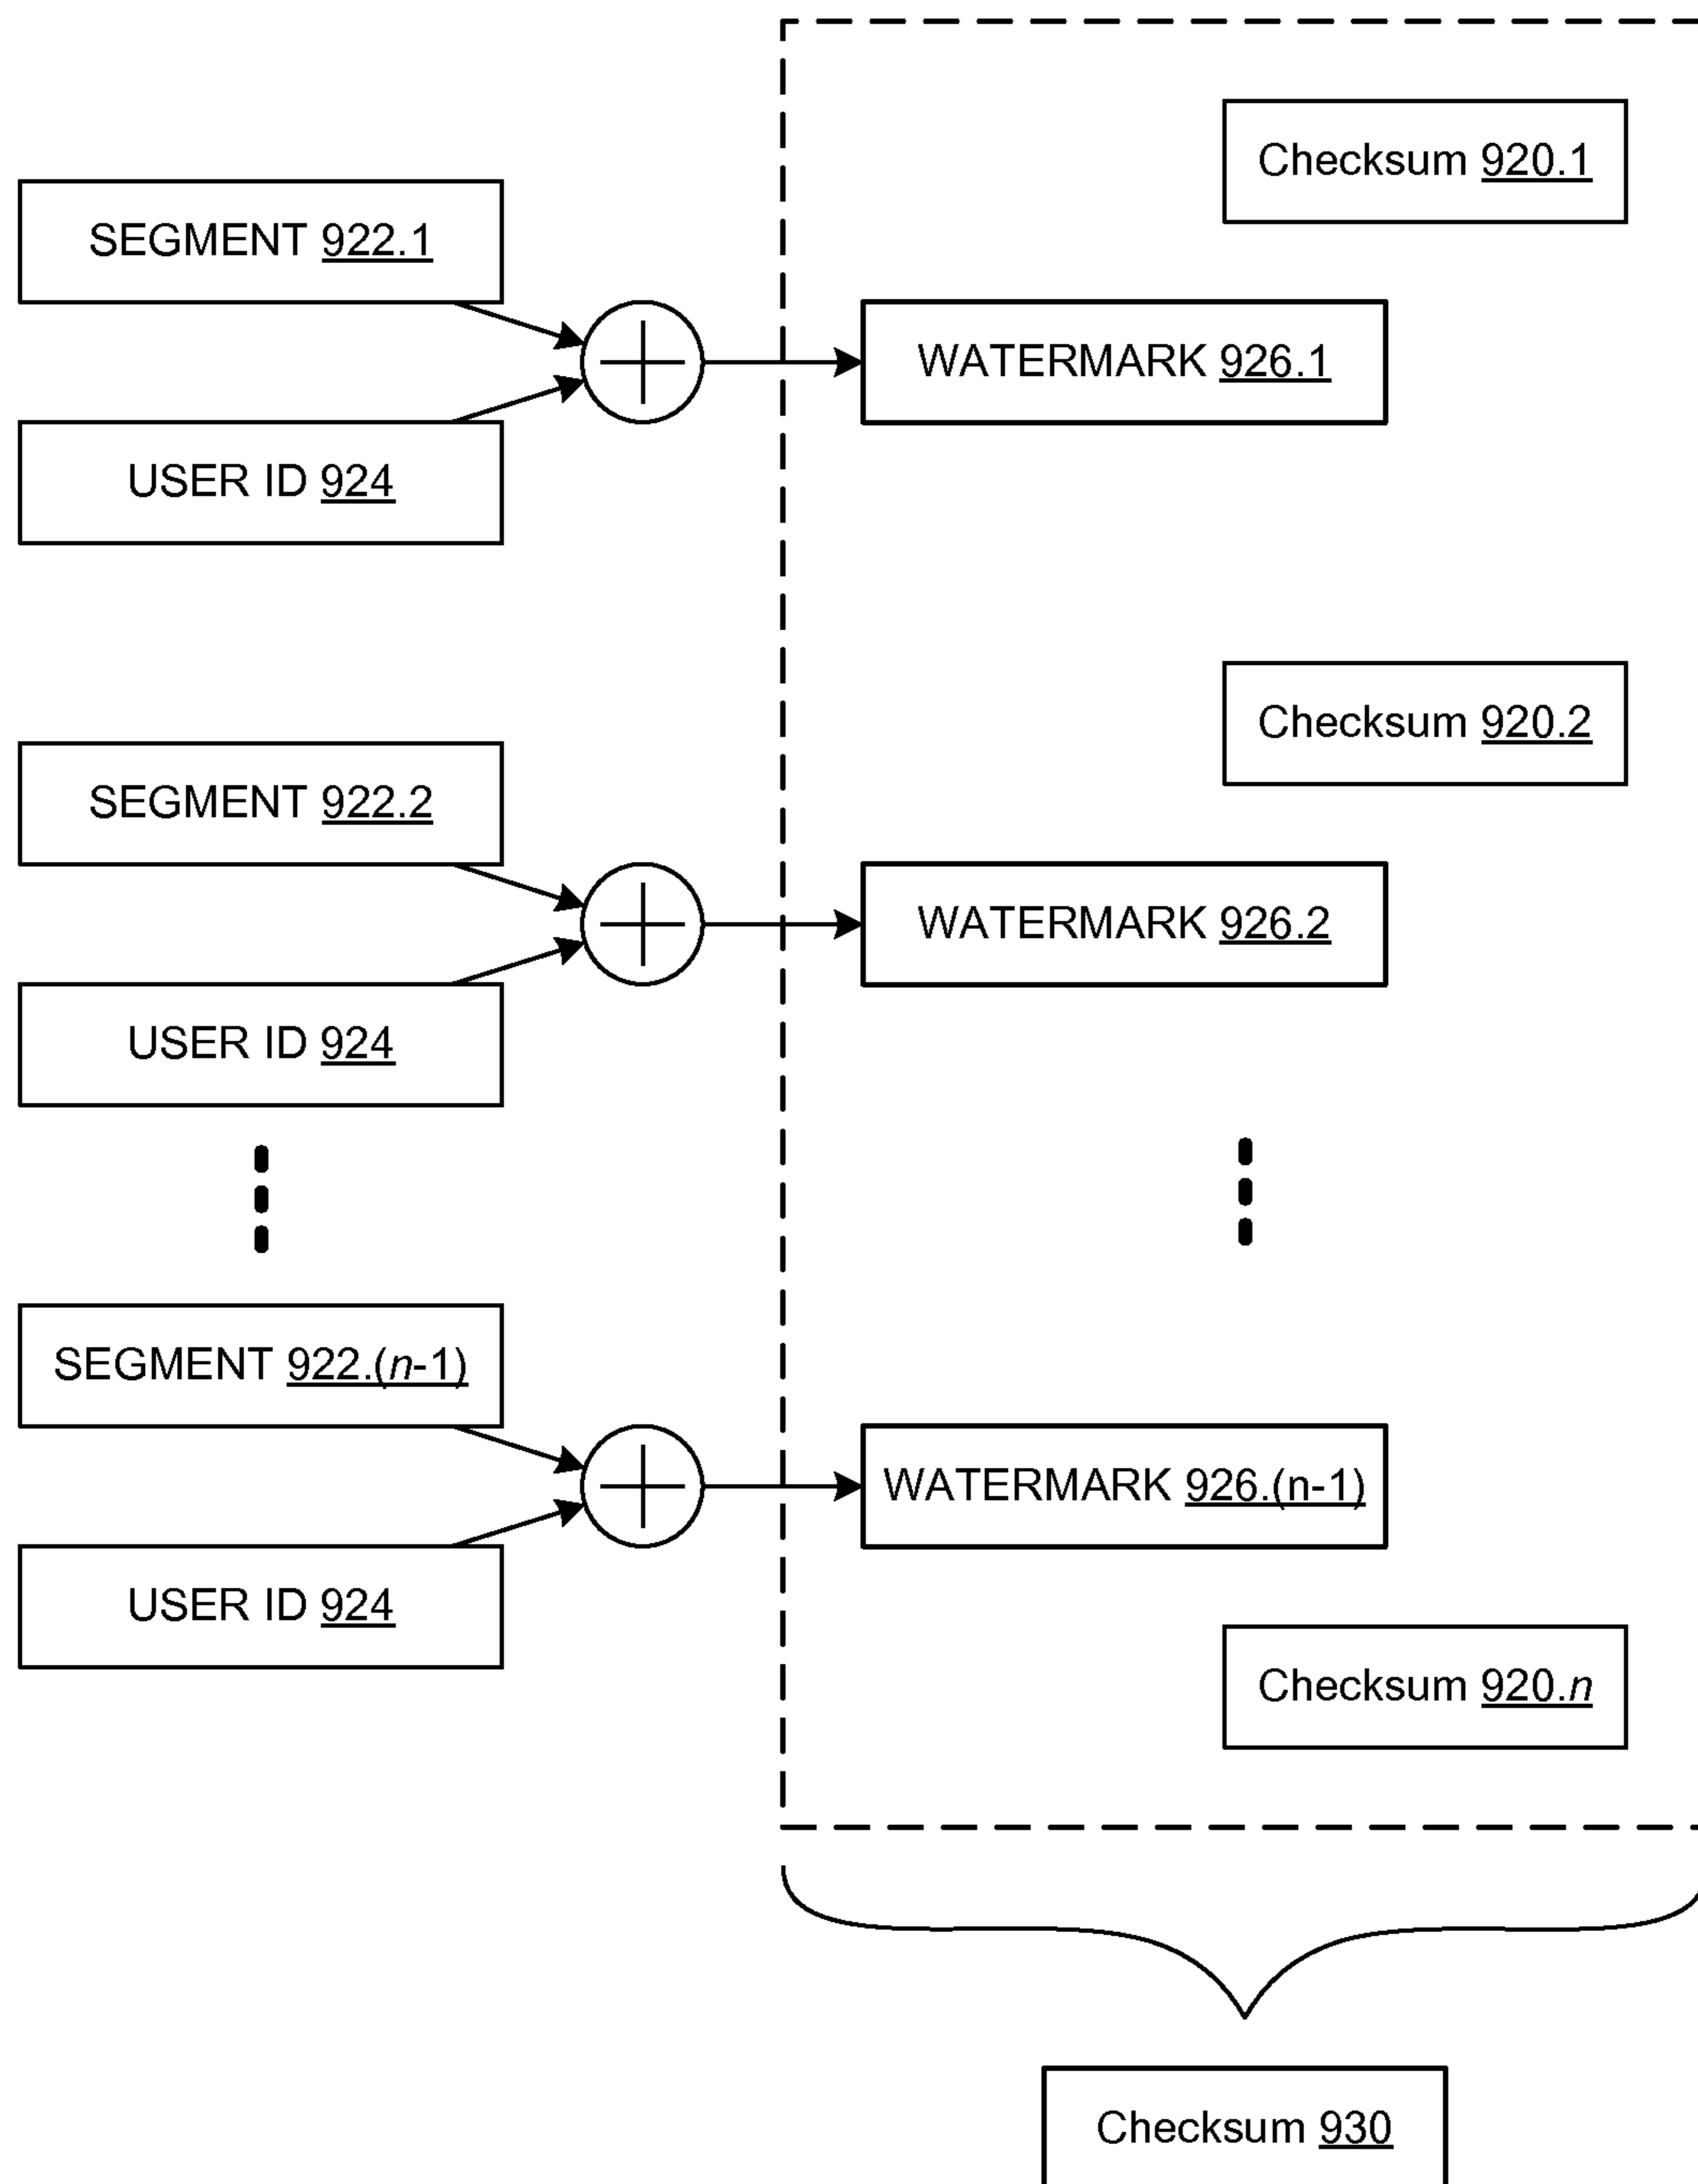 Checksum 920.1
SEGMENT 922.1
WATERMARK 926.1
USER ID 924
Checksum 920.2
SEGMENT 922.2
WATERMARK 926.2
USER ID 924
SEGMENT 922.(n-1)
WATERMARK 926.(n-1)
USER ID 924
Checksum 920.n
Checksum 930